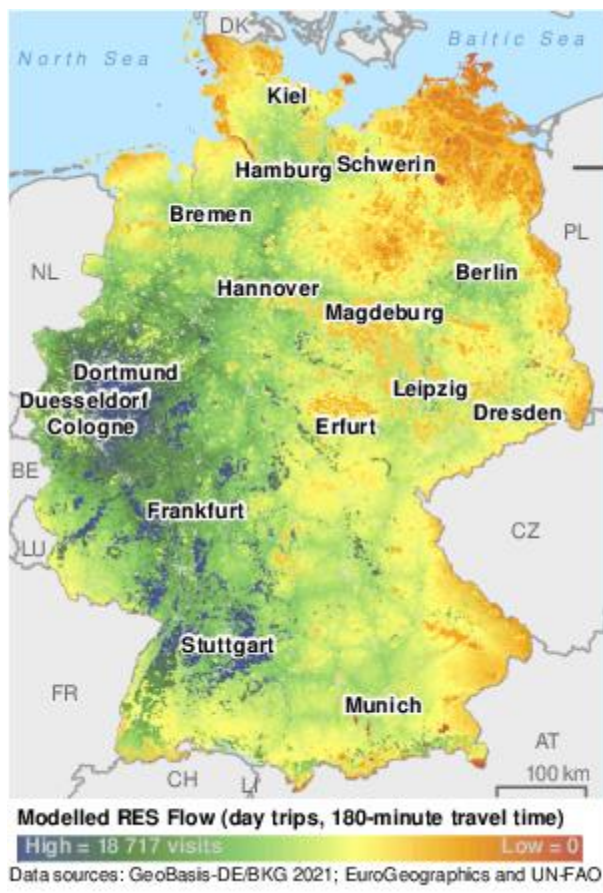 DK
North Sea
Baltic Sea
Kiel
Hamburg
Schwerin
Bremen
PL
NL
Berlin
Hannover
Magdeburg
Dortmund
Duesseldorf
Leipzig
Cologne
Erfurt
Dresden
BE
Frankfurt
CZ
LU
Stuttgart
FR
Munich
AT
CH
LI
100 km
Modelled RES Flow (day trips, 180-minute travel time)
High = 18 717 visits
Low = 0
Data sources: GeoBasis-DE/BKG 2021; EuroGeographics and UN-FAO